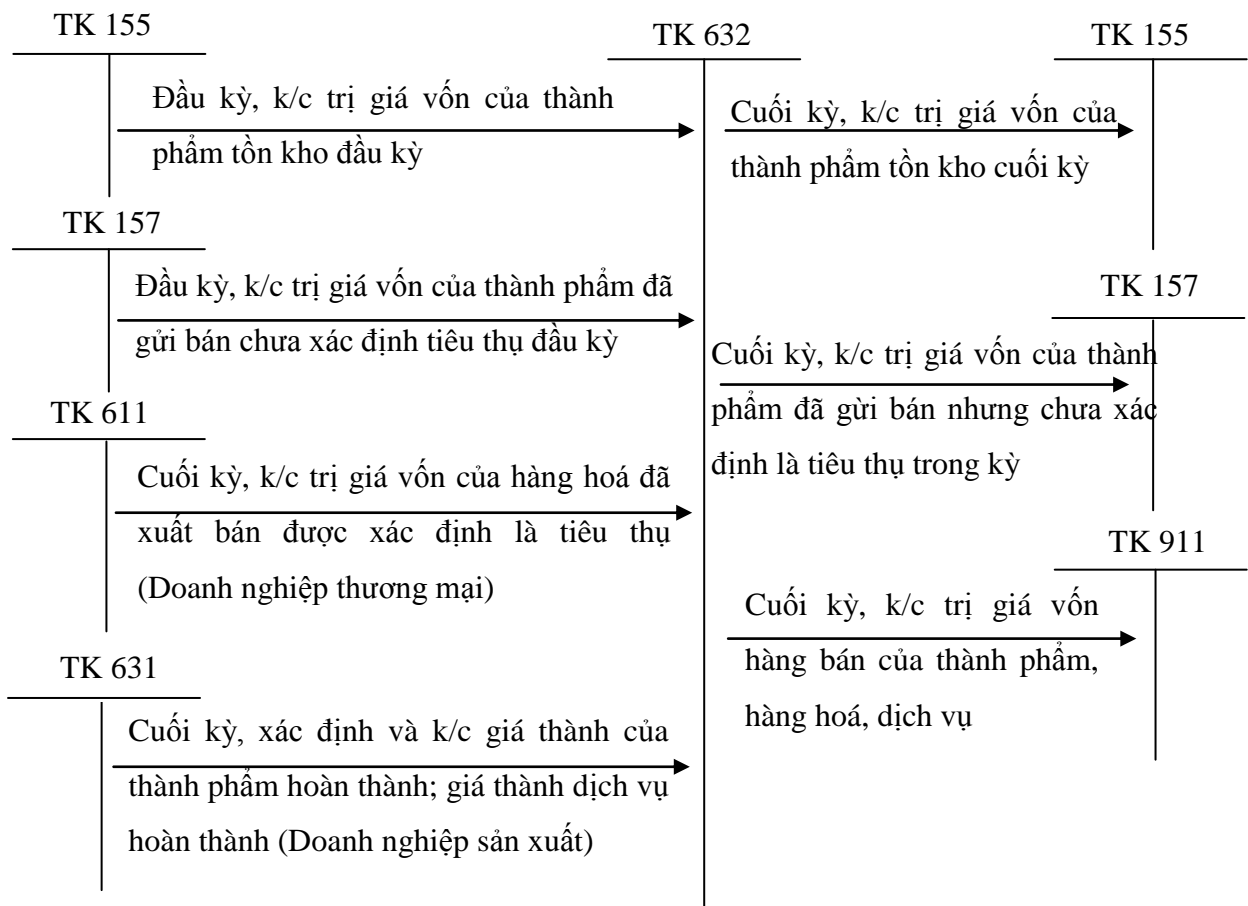 TK 155
TK 632
TK 155
Đầu kỳ, k/c trị giá vốn của thành
phẩm tồn kho đầu kỳ
Cuối kỳ, k/c trị giá vốn của
thành phẩm tồn kho cuối kỳ
TK 157
Đầu kỳ, k/c trị giá vốn của thành phẩm đã
gửi bán chưa xác định tiêu thụ đầu kỳ
TK 157
Cuối kỳ, k/c trị giá vốn của thành
phẩm đã gừi bán nhưng chưa xác
định là tiêu thụ trong kỳ
TK 611
Cuối kỳ, k/c trị giá vốn của hàng hoá đã
xuất bán được xác định là tiêu thụ
(Doanh nghiệp thương mại)
TK 911
Cuối kỳ, k/c trị giá vốn
hàng bán của thành phẩm,
hàng hoá, dịch vụ
TK 631
Cuối kỳ, xác định và k/c giá thành của
thành phẩm hoàn thành; giá thành dịch vụ
hoàn thành (Doanh nghiệp sản xuất)